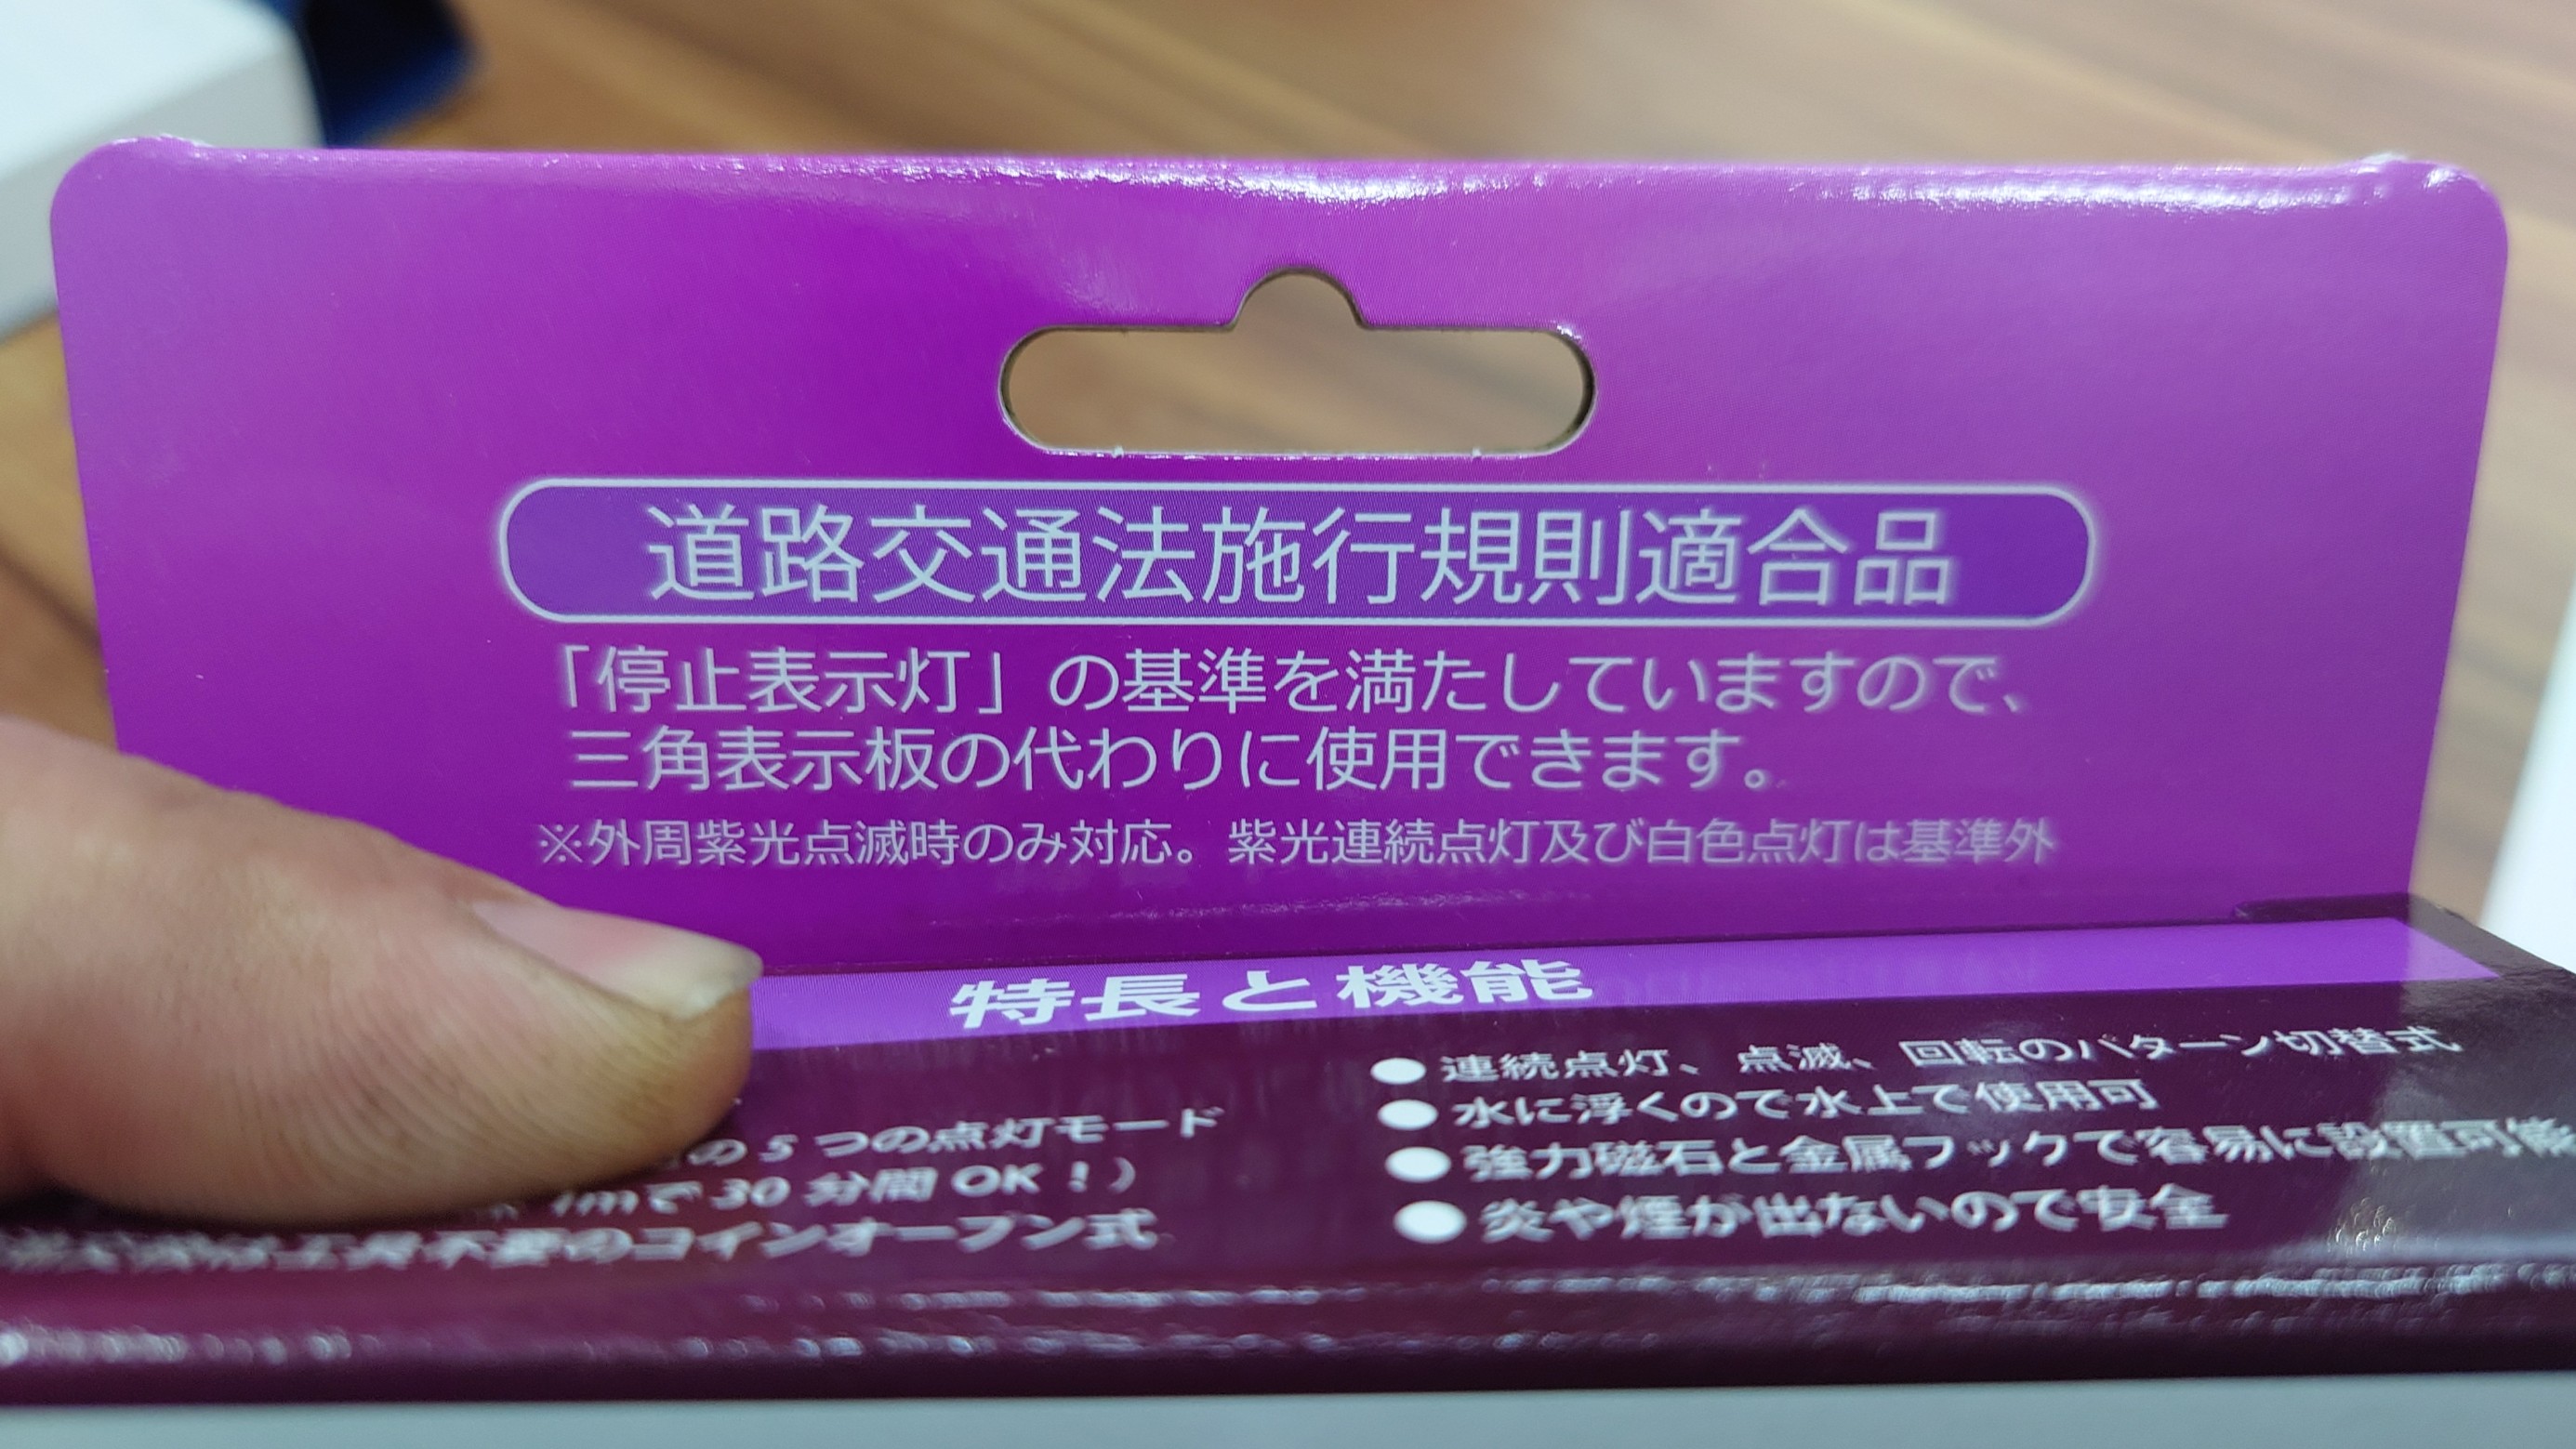 道路交通法施行規則適合品
「停止表示灯」の基準を満たしていますので、
三角表示板の代わりに使用できます。
※外周紫光点滅時のみ対応。紫光連続点灯及び白色点灯は基準外
特長と機能
の 5 つの点灯モード
1mで 30 分間 OK！）
工具不要のコインオープン式
● 連続点灯、点滅、回転のパターン切替式
● 水に浮くので水上で使用可
● 強力磁石と金属フックで容易に設置可能
● 炎や煙が出ないので安全